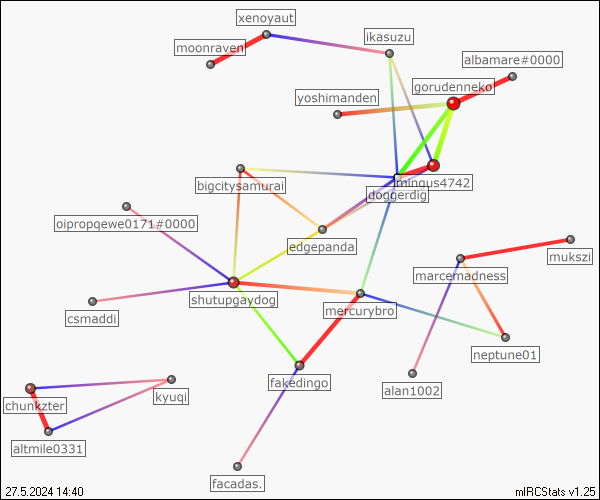 xenoyaut
ikasuzu
moonraven
albamare#0000
gorudenneko
yoshimanden
mingus4742
bigcitysamurai
doggerdig
oipropqewe0171#0000
edgepanda
mukszi
marcemadness
shutupgaydog
mercurybro
csmaddi
neptune01
fakedingo
alan1002
kyuqi
chunkzter
altmile0331
facadas.
27.5.2024 14:40
mIRCStats v1.25